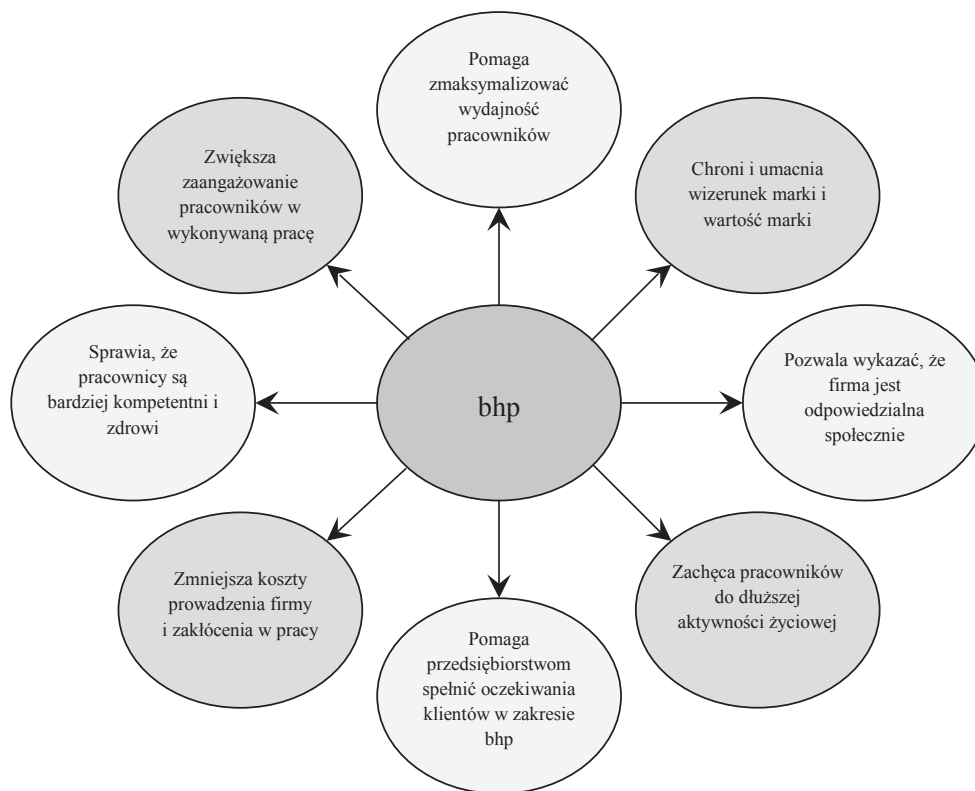 Pomaga
zmaksymalizować
wydajność
pracowników
Zwiększa
zaangażowanie
pracowników w
wykonywaną pracę
Chroni i umacnia
wizerunek marki i
wartość marki
Sprawia, że
pracownicy są
bardziej kompetentni i
zdrowi
bhp
Pozwala wykazać, że
firma jest
odpowiedzialna
społecznie
Zmniejsza koszty
prowadzenia firmy
i zakłócenia w pracy
Zachęca pracowników
do dłuższej
aktywności życiowej
Pomaga
przedsiębiorstwom
spełnić oczekiwania
klientów w zakresie
bhp